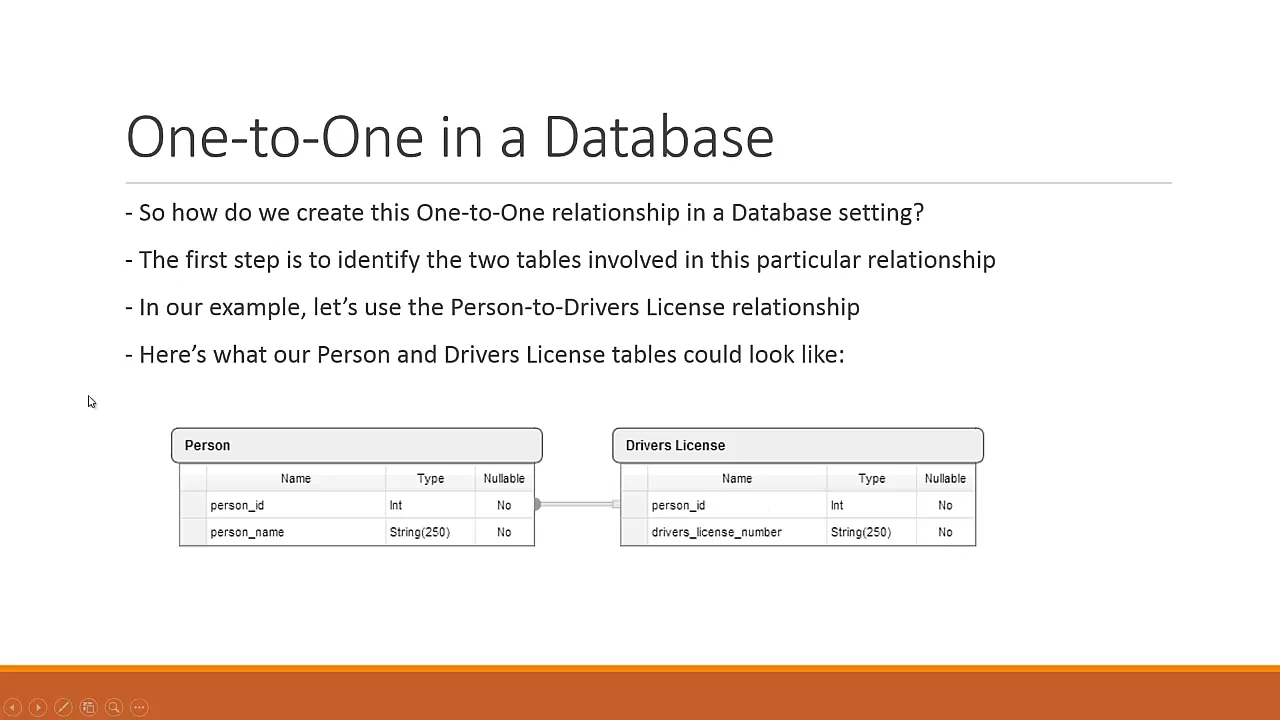 One-to-One in a Database
- So how do we create this One-to-One relationship in a Database setting?
- The first step is to identify the two tables involved in this particular relationship
- In our example, let’s use the Person-to-Drivers License relationship
- Here’s what our Person and Drivers License tables could look like:
Person
Name Type Nullable
person_id Int No
person_name String(250) No
Drivers License
Name Type Nullable
person_id Int No
drivers_license_number String(250) No